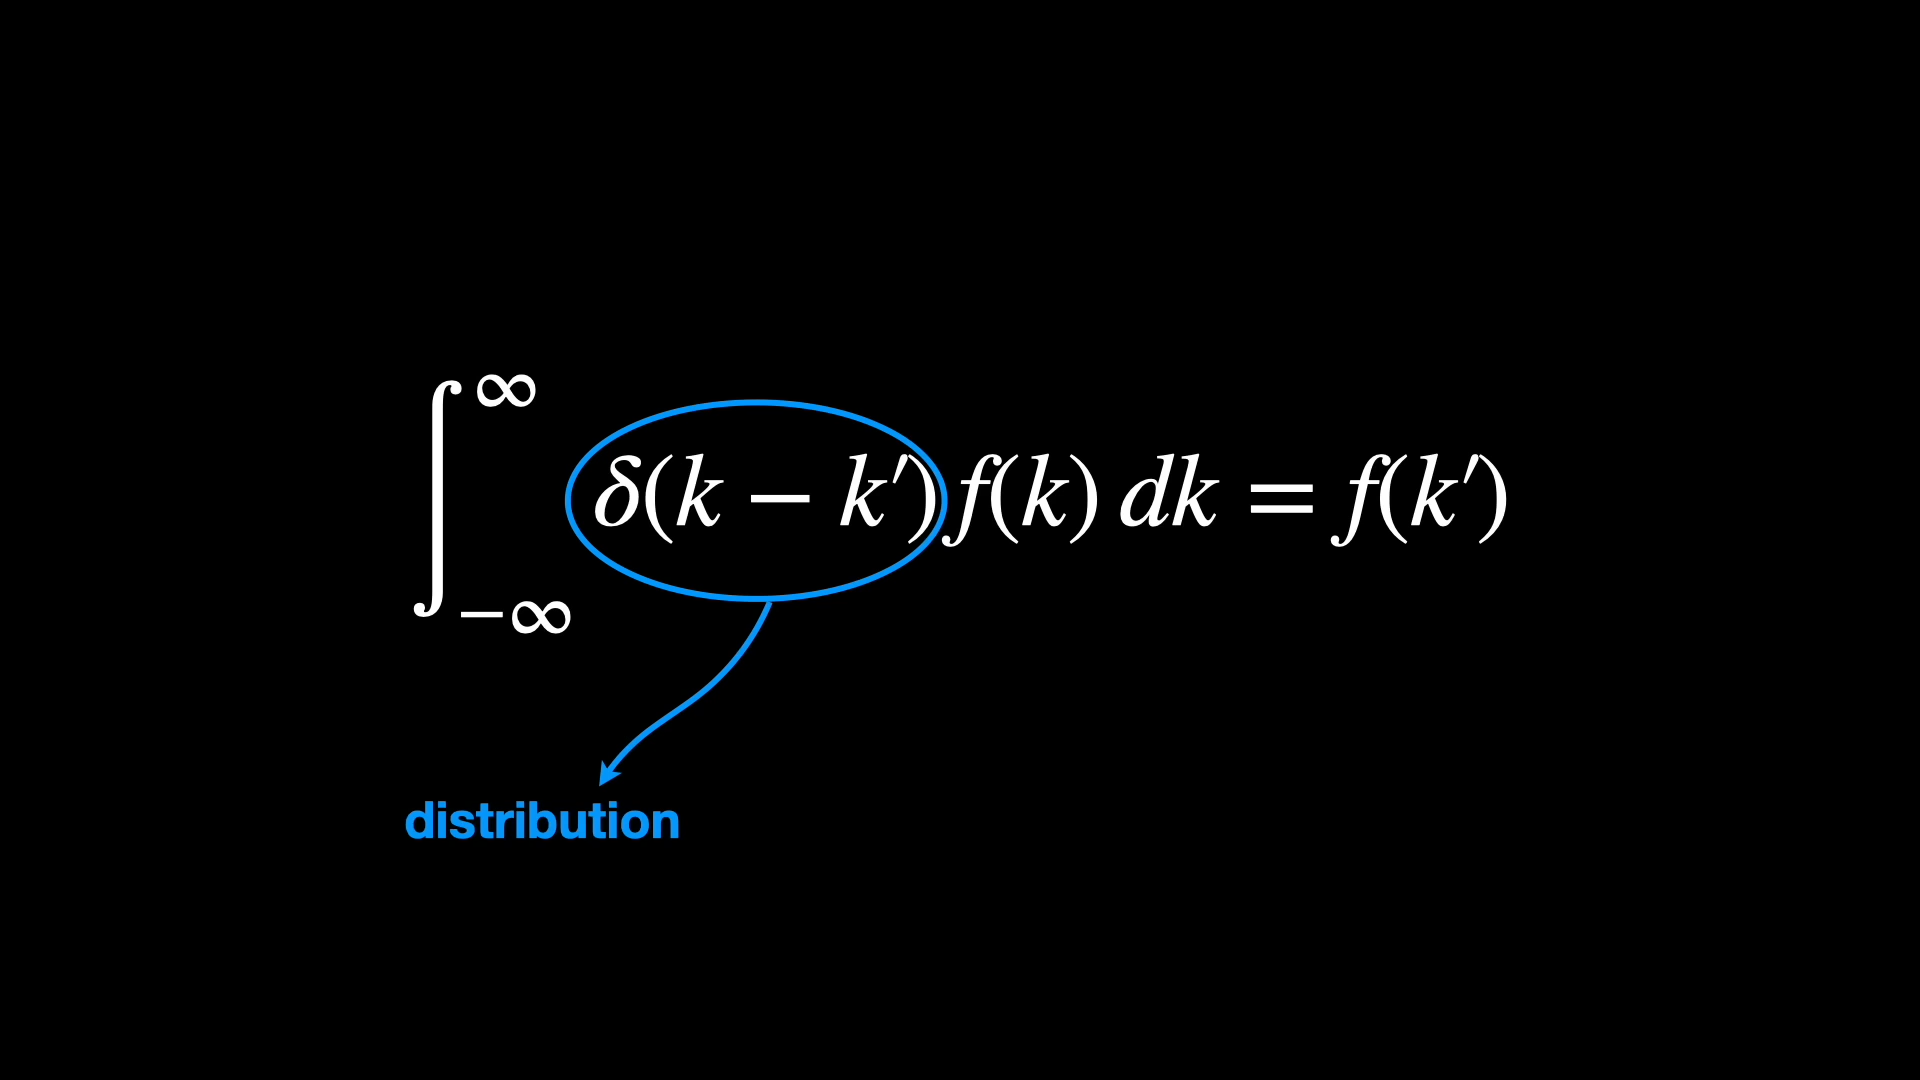 ∫_{−∞}^{∞} δ(k − k′) f(k) dk = f(k′)
distribution